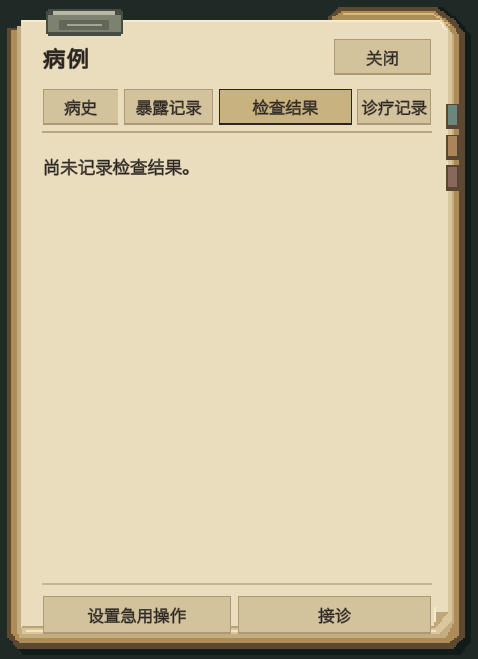 病例
关闭
病史
暴露记录
检查结果
诊疗记录
尚未记录检查结果。
设置急用操作
接诊